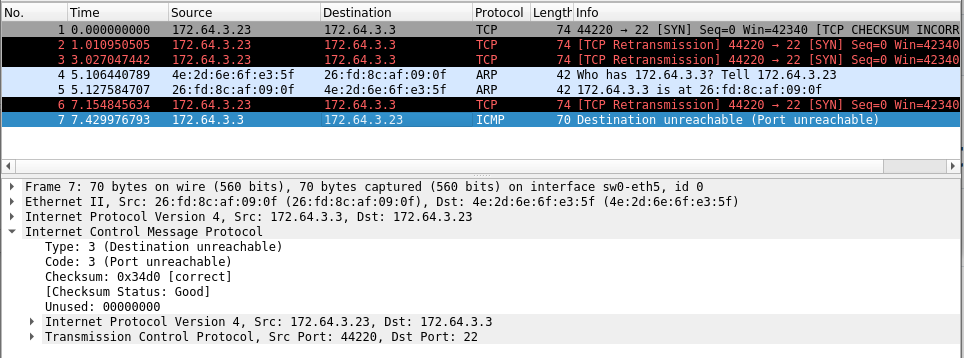 No. Time Source Destination Protocol Length Info
1 0.000000000 172.64.3.23 172.64.3.3 TCP 74 44220 → 22 [SYN] Seq=0 Win=42340 [TCP CHECKSUM INCORR
2 1.010950505 172.64.3.23 172.64.3.3 TCP 74 [TCP Retransmission] 44220 → 22 [SYN] Seq=0 Win=42340
3 3.027047442 172.64.3.23 172.64.3.3 TCP 74 [TCP Retransmission] 44220 → 22 [SYN] Seq=0 Win=42340
4 5.106440789 4e:2d:6e:6f:e3:5f 26:fd:8c:af:09:0f ARP 42 Who has 172.64.3.3? Tell 172.64.3.23
5 5.127584707 26:fd:8c:af:09:0f 4e:2d:6e:6f:e3:5f ARP 42 172.64.3.3 is at 26:fd:8c:af:09:0f
6 7.154845634 172.64.3.23 172.64.3.3 TCP 74 [TCP Retransmission] 44220 → 22 [SYN] Seq=0 Win=42340
7 7.429976793 172.64.3.3 172.64.3.23 ICMP 70 Destination unreachable (Port unreachable)
Frame 7: 70 bytes on wire (560 bits), 70 bytes captured (560 bits) on interface sw0-eth5, id 0
Ethernet II, Src: 26:fd:8c:af:09:0f (26:fd:8c:af:09:0f), Dst: 4e:2d:6e:6f:e3:5f (4e:2d:6e:6f:e3:5f)
Internet Protocol Version 4, Src: 172.64.3.3, Dst: 172.64.3.23
Internet Control Message Protocol
Type: 3 (Destination unreachable)
Code: 3 (Port unreachable)
Checksum: 0x34d0 [correct]
[Checksum Status: Good]
Unused: 00000000
Internet Protocol Version 4, Src: 172.64.3.23, Dst: 172.64.3.3
Transmission Control Protocol, Src Port: 44220, Dst Port: 22